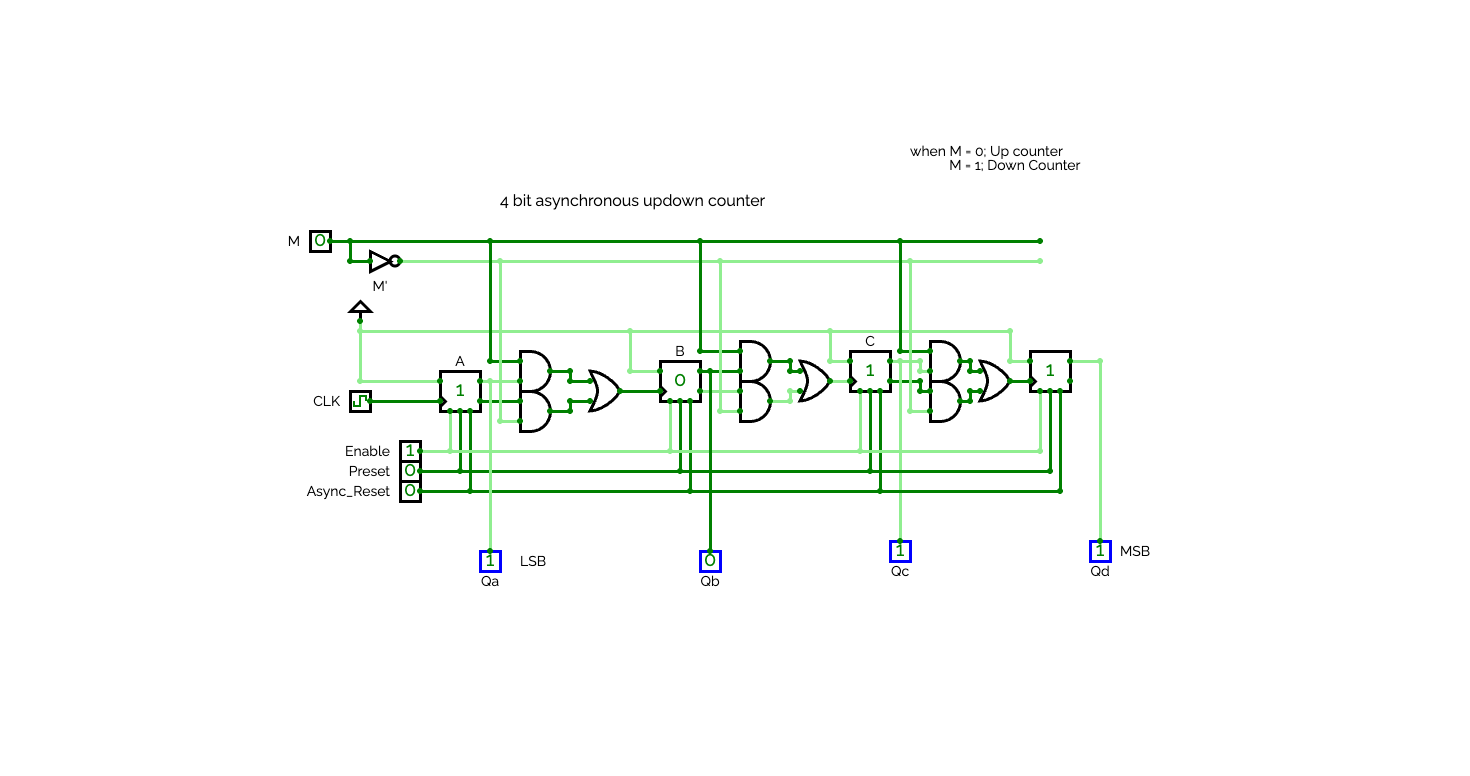 when M = 0; Up counter
M = 1; Down Counter
4 bit asynchronous updown counter
M 0
M'
A
B
C
CLK
1
0
1
1
Enable 1
Preset 0
Async_Reset 0
1 LSB
0
1
1 MSB
Qa
Qb
Qc
Qd